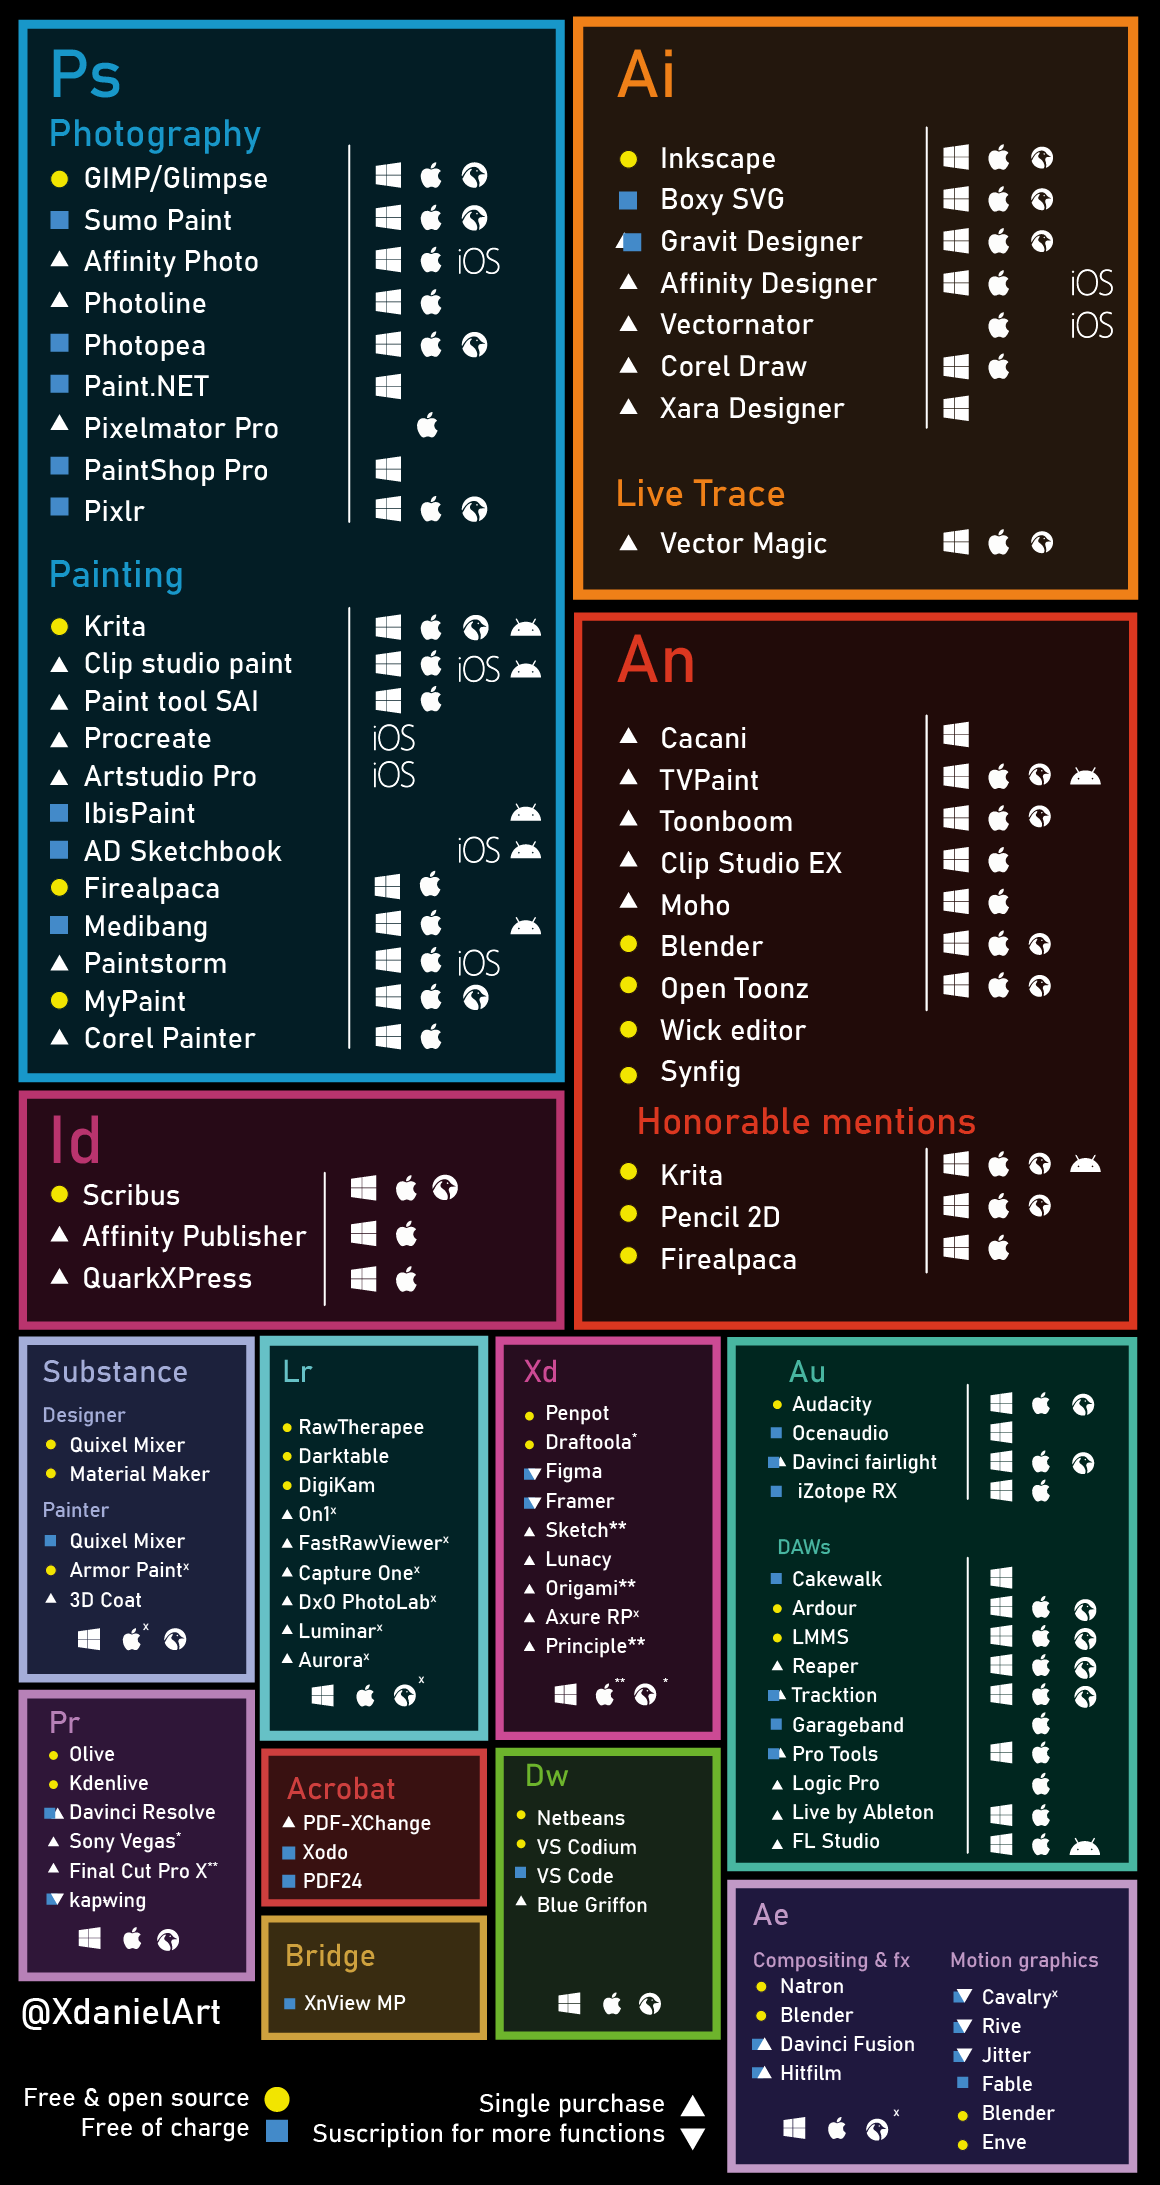 Ps
Photography
GIMP/Glimpse
Sumo Paint
Affinity Photo iOS
Photoline
Photopea
Paint.NET
Pixelmator Pro
PaintShop Pro
Pixlr
Painting
Krita
Clip studio paint iOS
Paint tool SAI
Procreate iOS
Artstudio Pro iOS
IbisPaint
AD Sketchbook iOS
Firealpaca
Medibang
Paintstorm iOS
MyPaint
Corel Painter
Ai
Inkscape
Boxy SVG
Gravit Designer
Affinity Designer iOS
Vectornator iOS
Corel Draw
Xara Designer
Live Trace
Vector Magic
An
Cacani
TVPaint
Toonboom
Clip Studio EX
Moho
Blender
Open Toonz
Wick editor
Synfig
Honorable mentions
Krita
Pencil 2D
Firealpaca
Id
Scribus
Affinity Publisher
QuarkXPress
Substance
Designer
Quixel Mixer
Material Maker
Painter
Quixel Mixer
Armor Paintˣ
3D Coat
x
Lr
RawTherapee
Darktable
DigiKam
On1ˣ
FastRawViewerˣ
Capture Oneˣ
DxO PhotoLabˣ
Luminarˣ
Auroraˣ
x
Xd
Penpot
Draftoola*
Figma
Framer
Sketch**
Lunacy
Origami**
Axure RPˣ
Principle**
** *
Au
Audacity
Ocenaudio
Davinci fairlight
iZotope RX
DAWs
Cakewalk
Ardour
LMMS
Reaper
Tracktion
Garageband
Pro Tools
Logic Pro
Live by Ableton
FL Studio
Pr
Olive
Kdenlive
Davinci Resolve
Sony Vegas*
Final Cut Pro X**
kapwing
Acrobat
PDF-XChange
Xodo
PDF24
Bridge
XnView MP
Dw
Netbeans
VS Codium
VS Code
Blue Griffon
Ae
Compositing & fx
Natron
Blender
Davinci Fusion
Hitfilm
x
Motion graphics
Cavalryˣ
Rive
Jitter
Fable
Blender
Enve
@XdanielArt
Free & open source
Free of charge
Single purchase
Suscription for more functions